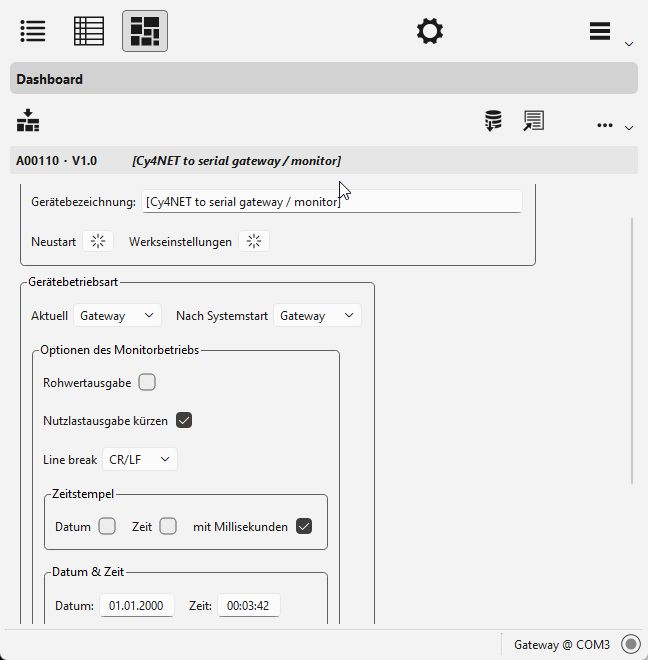 Dashboard
A00110 · V1.0 [Cy4NET to serial gateway / monitor]
Gerätebezeichnung: [Cy4NET to serial gateway / monitor]
Neustart Werkseinstellungen
Gerätebetriebsart
Aktuell Gateway Nach Systemstart Gateway
Optionen des Monitorbetriebs
Rohwertausgabe
Nutzlastausgabe kürzen
Line break CR/LF
Zeitstempel
Datum Zeit mit Millisekunden
Datum & Zeit
Datum: 01.01.2000 Zeit: 00:03:42
Gateway @ COM3